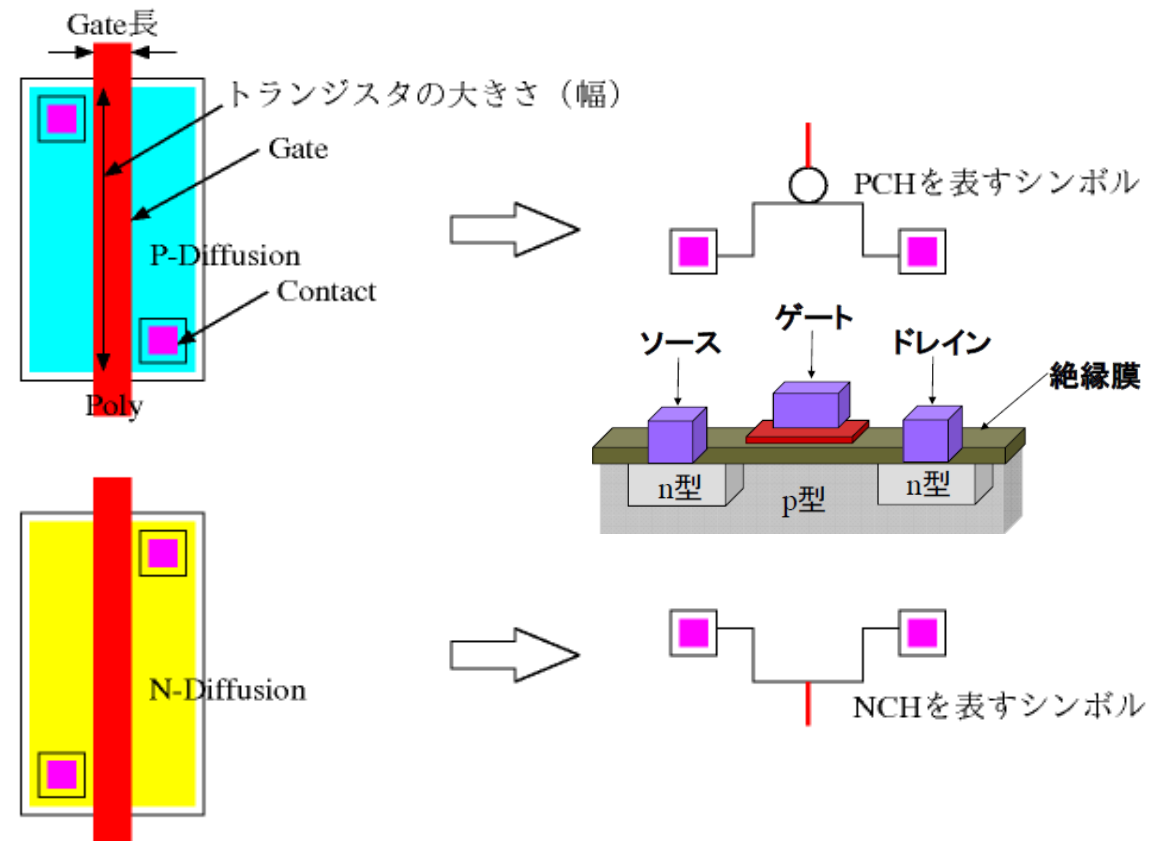 Gate長
トランジスタの大きさ（幅）
Gate
P-Diffusion
Contact
Poly
PCHを表すシンボル
ソース
ゲート
ドレイン
絶縁膜
n型
p型
n型
N-Diffusion
NCHを表すシンボル